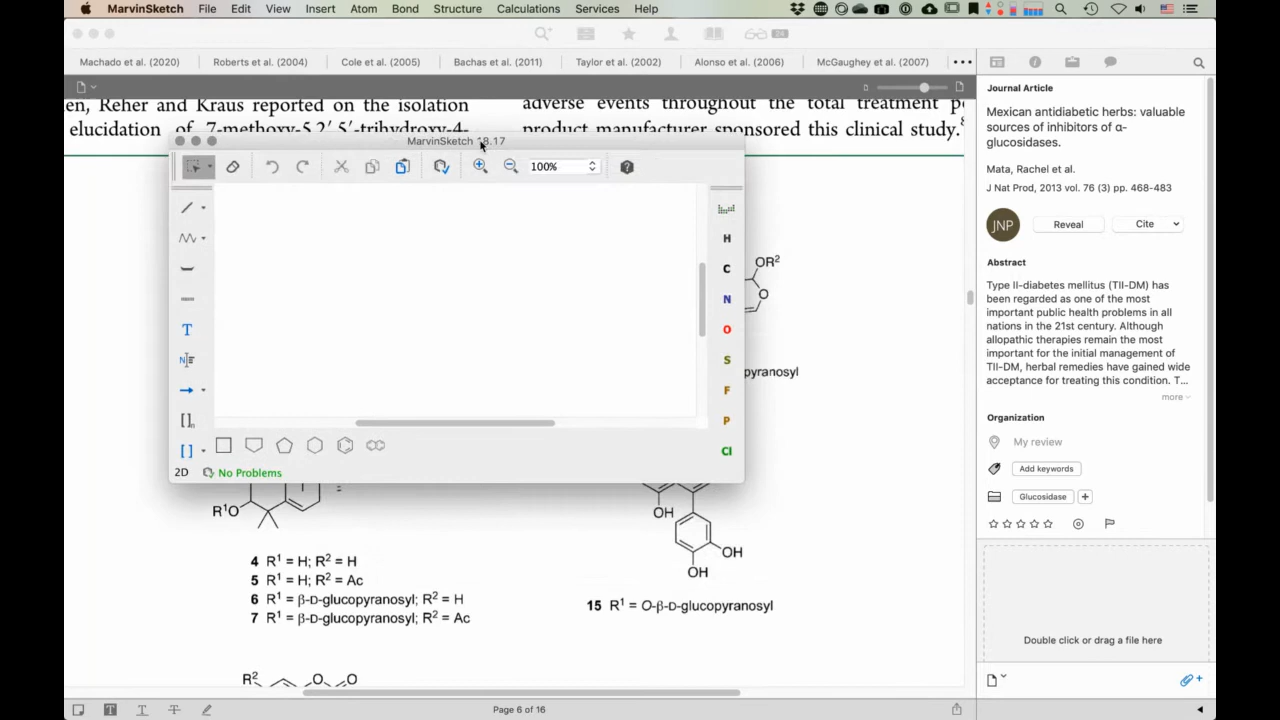 MarvinSketch File Edit View Insert Atom Bond Structure Calculations Services Help
24
Machado et al. (2020) Roberts et al. (2004) Cole et al. (2005) Bachas et al. (2011) Taylor et al. (2002) Alonso et al. (2006) McGaughey et al. (2007) •••
en, Reher and Kraus reported on the isolation
elucidation of 7-methoxy-5,2′,5′-trihydroxy-4-
adverse events throughout the total treatment p
product manufacturer sponsored this clinical study.
MarvinSketch 18.17
100%
H
C
N
O
S
F
P
Cl
T
N
[ ]n
[ ]
2D No Problems
OR²
O
pyranosyl
R¹O
OH
OH
OH
4 R¹ = H; R² = H
5 R¹ = H; R² = Ac
6 R¹ = β-D-glucopyranosyl; R² = H
7 R¹ = β-D-glucopyranosyl; R² = Ac
15 R¹ = O-β-D-glucopyranosyl
R²
O
O
Page 6 of 16
Journal Article
Mexican antidiabetic herbs: valuable
sources of inhibitors of α-
glucosidases.
Mata, Rachel et al.
J Nat Prod, 2013 vol. 76 (3) pp. 468-483
JNP Reveal Cite
Abstract
Type II-diabetes mellitus (TII-DM) has
been regarded as one of the most
important public health problems in all
nations in the 21st century. Although
allopathic therapies remain the most
important for the initial management of
TII-DM, herbal remedies have gained wide
acceptance for treating this condition. T...
more
Organization
My review
Add keywords
Glucosidase +
Double click or drag a file here